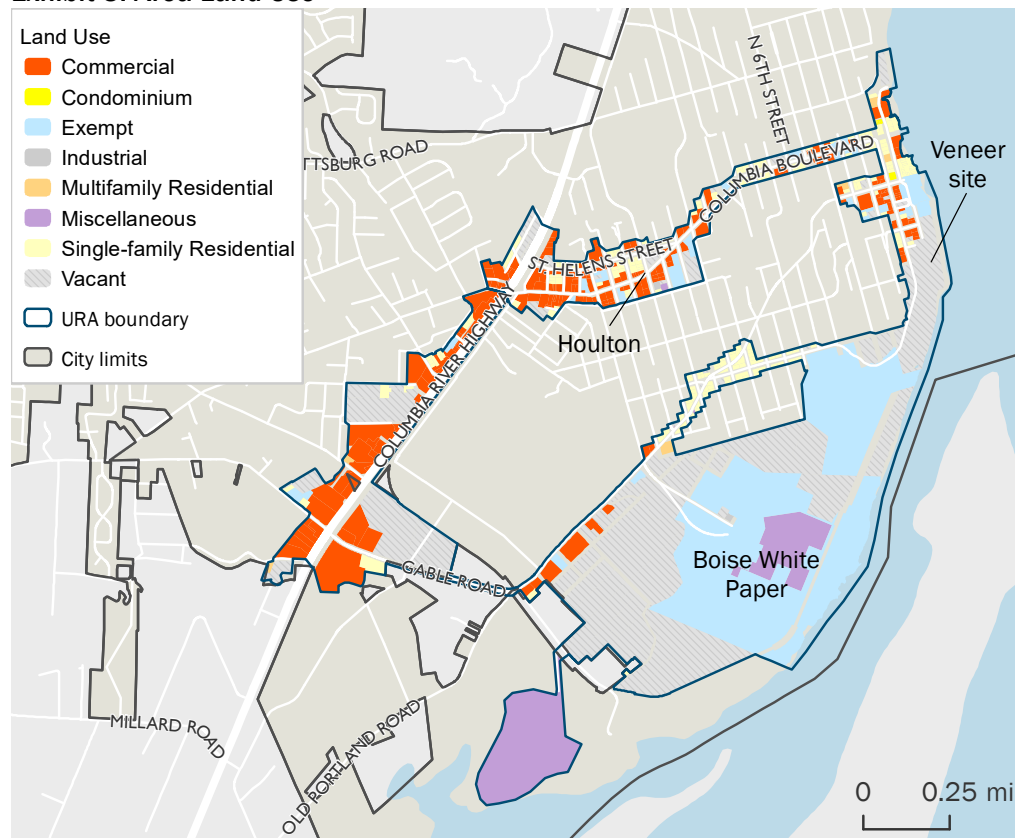 Land Use
Commercial
Condominium
Exempt
Industrial
Multifamily Residential
Miscellaneous
Single-family Residential
Vacant
URA boundary
City limits
TTSBURG ROAD
N 6TH STREET
COLUMBIA BOULEVARD
Veneer
site
ST. HELENS STREET
Houlton
COLUMBIA RIVER HIGHWAY
GABLE ROAD
Boise White
Paper
MILLARD ROAD
OLD PORTLAND ROAD
0 0.25 mi